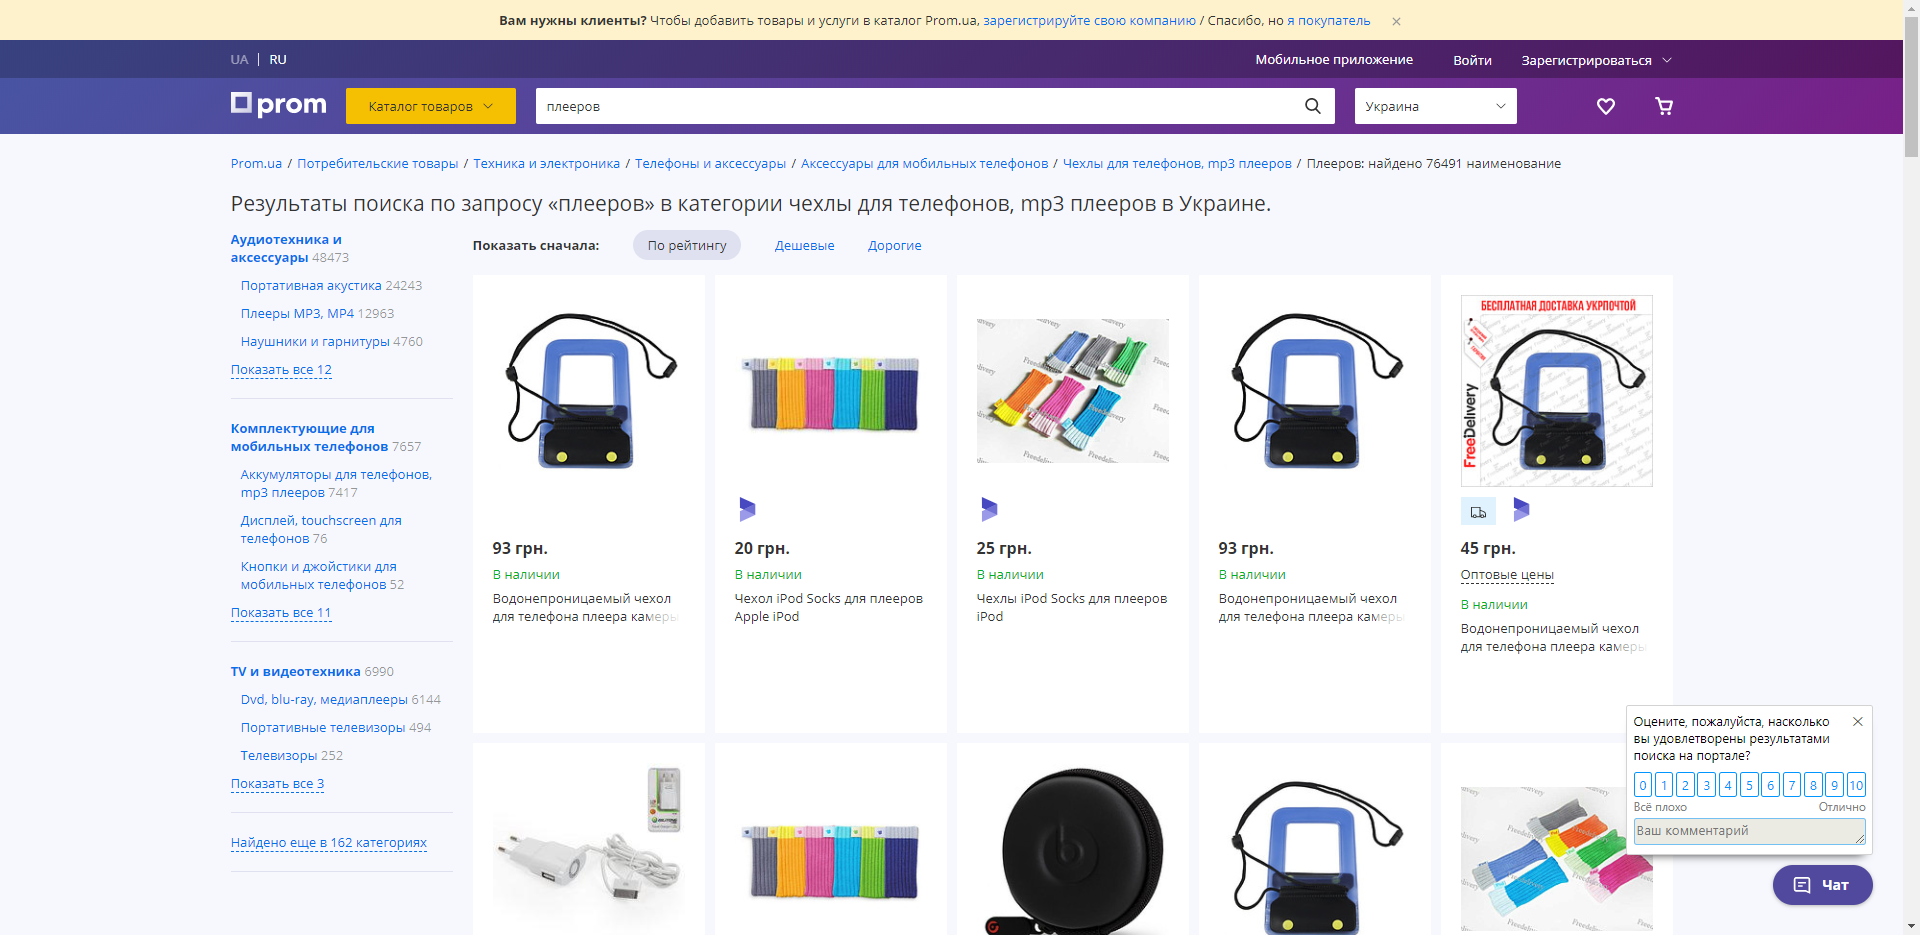 Вам нужны клиенты? Чтобы добавить товары и услуги в каталог Prom.ua, зарегистрируйте свою компанию / Спасибо, но я покупатель
UA | RU
Мобильное приложение
Войти
Зарегистрироваться
prom
Каталог товаров
плееров
Украина
Prom.ua / Потребительские товары / Техника и электроника / Телефоны и аксессуары / Аксессуары для мобильных телефонов / Чехлы для телефонов, mp3 плееров / Плееров: найдено 76491 наименование
Результаты поиска по запросу «плееров» в категории чехлы для телефонов, mp3 плееров в Украине.
Аудиотехника и
аксессуары 48473
Портативная акустика 24243
Плееры MP3, MP4 12963
Наушники и гарнитуры 4760
Показать все 12
Комплектующие для
мобильных телефонов 7657
Аккумуляторы для телефонов,
mp3 плееров 7417
Дисплей, touchscreen для
телефонов 76
Кнопки и джойстики для
мобильных телефонов 52
Показать все 11
TV и видеотехника 6990
Dvd, blu-ray, медиаплееры 6144
Портативные телевизоры 494
Телевизоры 252
Показать все 3
Найдено еще в 162 категориях
Показать сначала:
По рейтингу
Дешевые
Дорогие
93 грн.
В наличии
Водонепроницаемый чехол
для телефона плеера камеры
20 грн.
В наличии
Чехол iPod Socks для плееров
Apple iPod
Freedelivery
25 грн.
В наличии
Чехлы iPod Socks для плееров
iPod
93 грн.
В наличии
Водонепроницаемый чехол
для телефона плеера камеры
БЕСПЛАТНАЯ ДОСТАВКА УКРПОЧТОЙ
FreeDelivery
45 грн.
Оптовые цены
В наличии
Водонепроницаемый чехол
для телефона плеера камеры
Freedelivery
Оцените, пожалуйста, насколько
вы удовлетворены результатами
поиска на портале?
0 1 2 3 4 5 6 7 8 9 10
Всё плохо
Отлично
Ваш комментарий
Чат